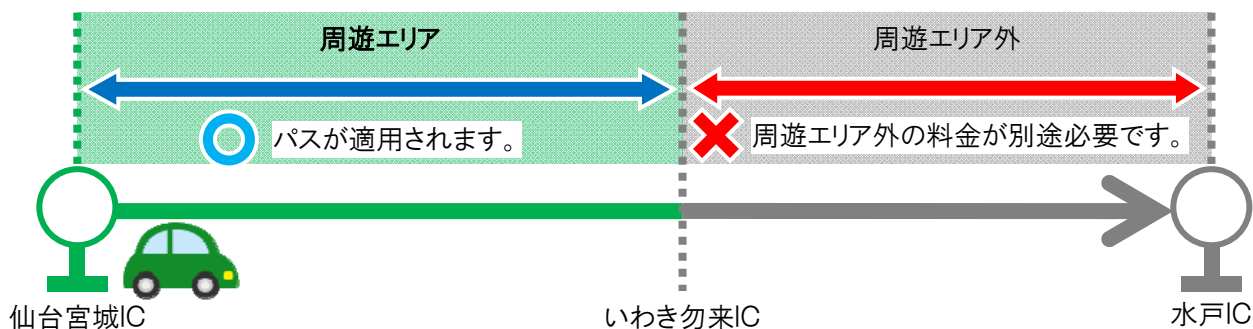 周遊エリア
周遊エリア外
パスが適用されます。
周遊エリア外の料金が別途必要です。
仙台宮城IC
いわき勿来IC
水戸IC